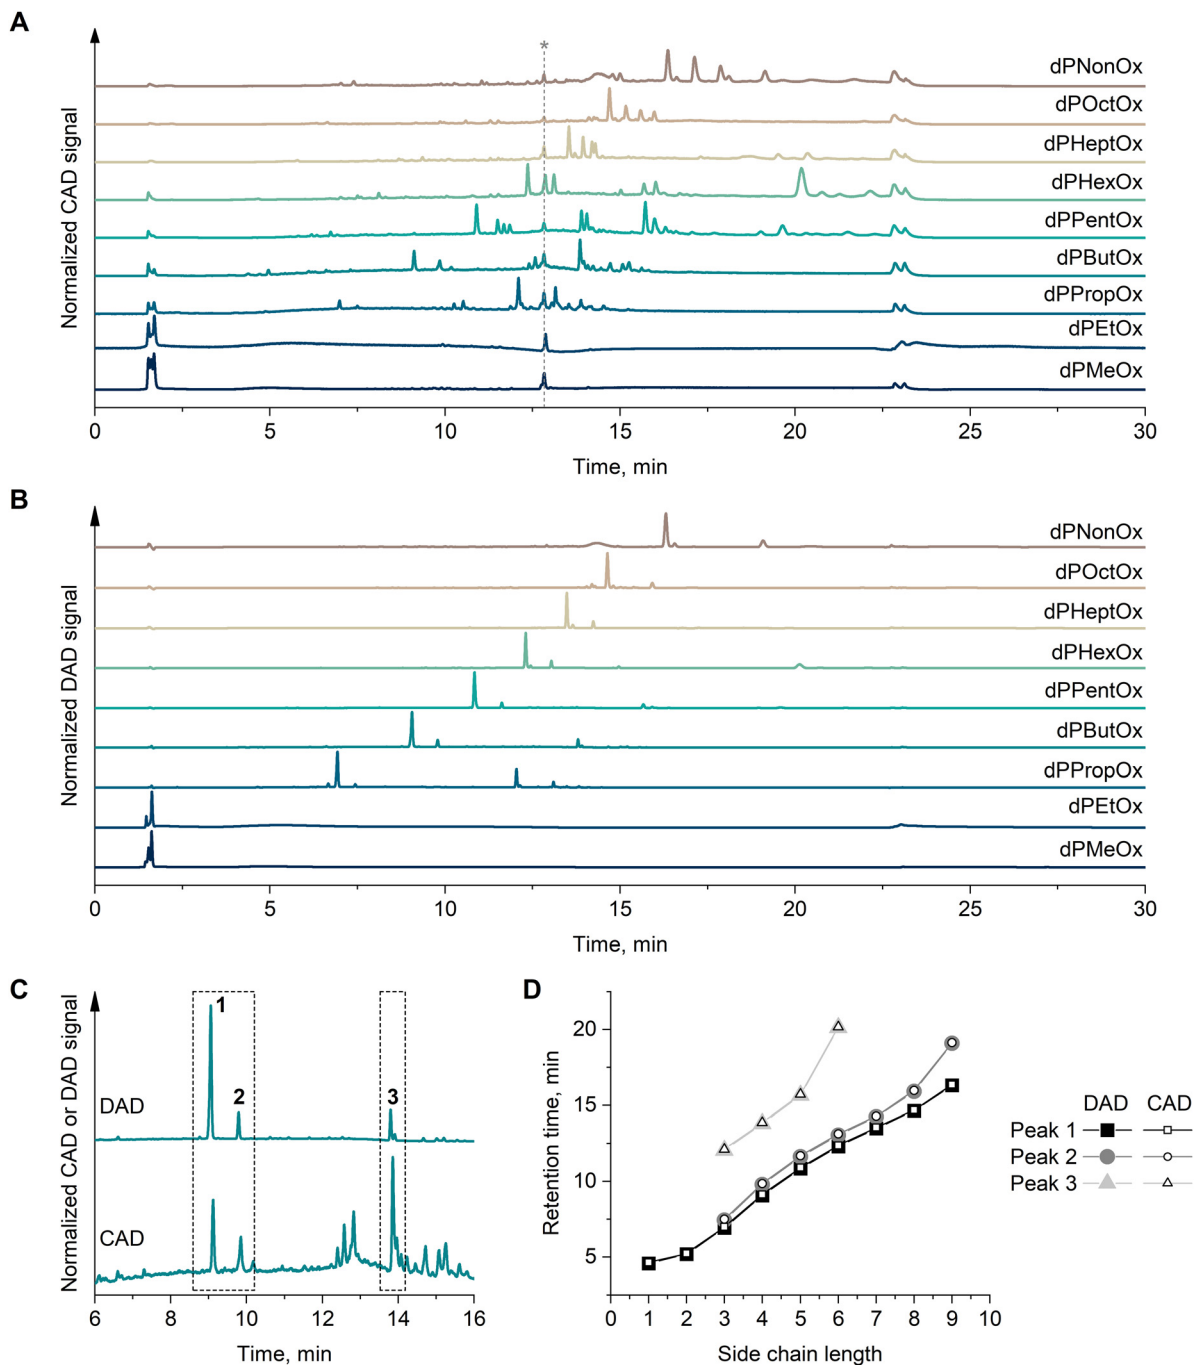 A
Normalized CAD signal
*
dPNonOx
dPOctOx
dPHeptOx
dPHexOx
dPPentOx
dPButOx
dPPropOx
dPEtOx
dPMeOx
0 5 10 15 20 25 30
Time, min
B
Normalized DAD signal
dPNonOx
dPOctOx
dPHeptOx
dPHexOx
dPPentOx
dPButOx
dPPropOx
dPEtOx
dPMeOx
0 5 10 15 20 25 30
Time, min
C
Normalized CAD or DAD signal
1
2
3
DAD
CAD
6 8 10 12 14 16
Time, min
D
Retention time, min
20
15
10
5
0 1 2 3 4 5 6 7 8 9 10
Side chain length
DAD CAD
Peak 1
Peak 2
Peak 3